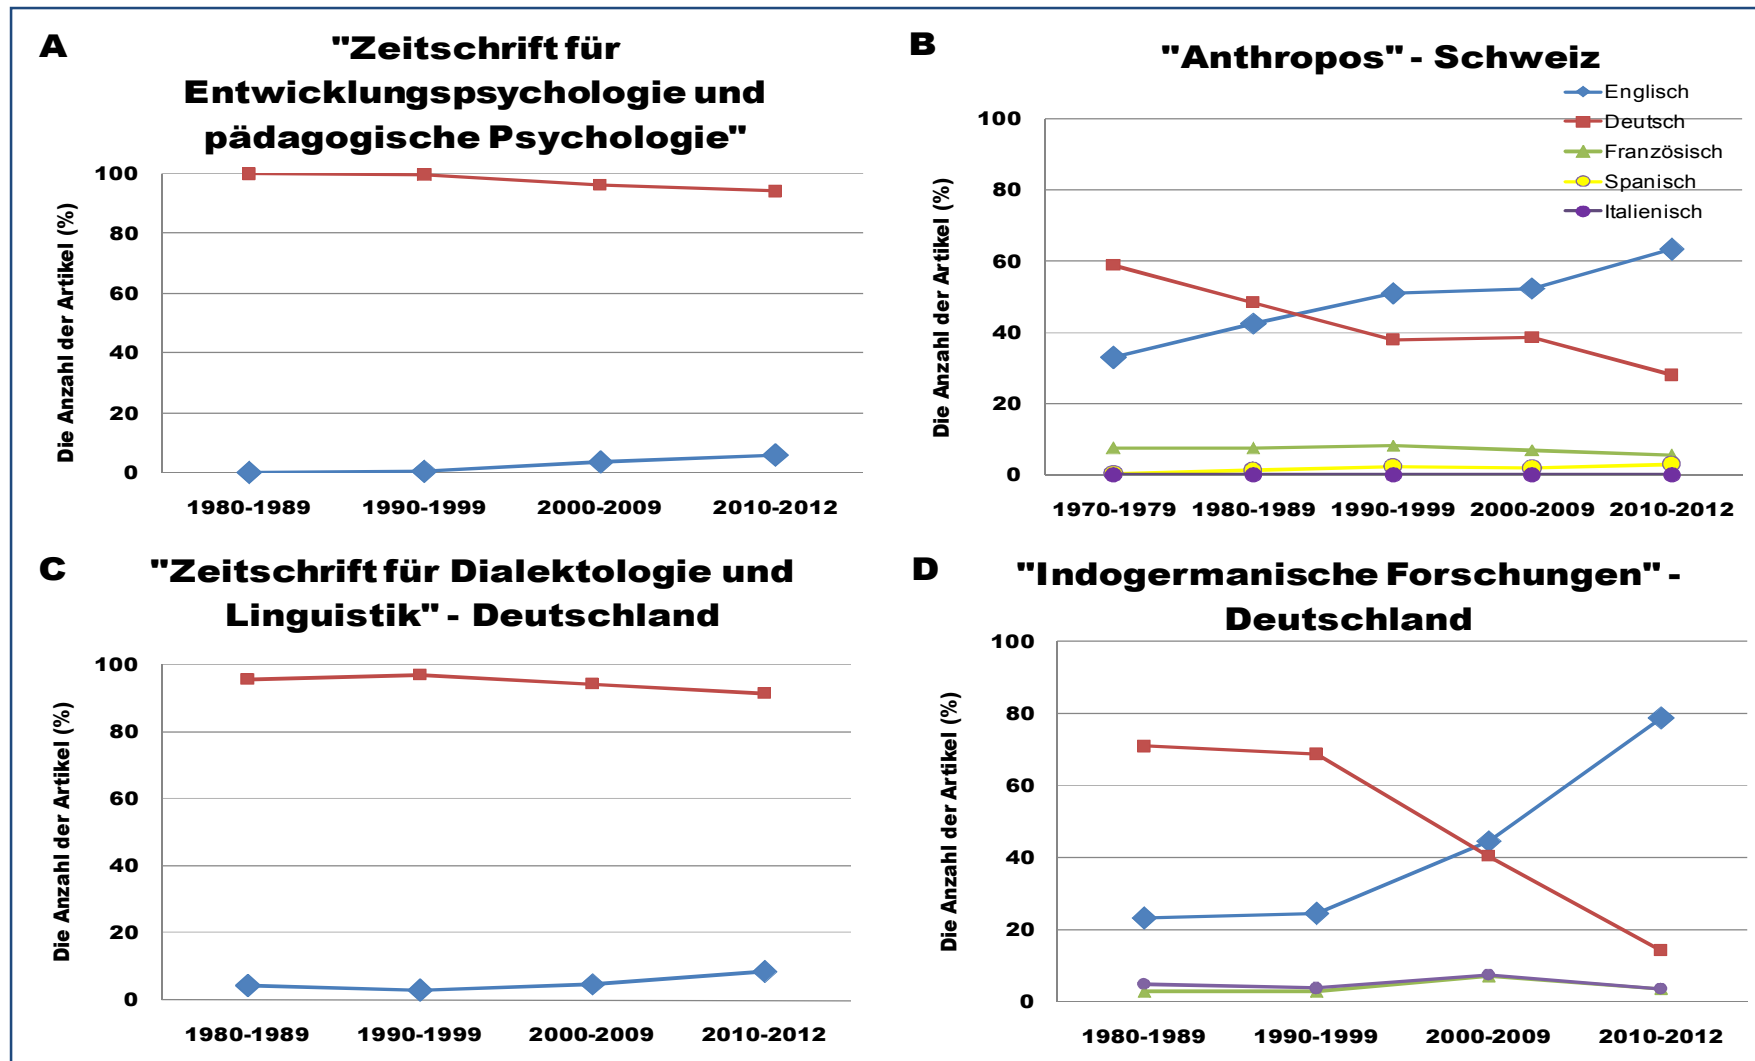 A
"Zeitschrift für
Entwicklungspsychologie und
pädagogische Psychologie"
Die Anzahl der Artikel (%)
100
80
60
40
20
0
1980-1989 1990-1999 2000-2009 2010-2012
B
"Anthropos" - Schweiz
Englisch
Deutsch
Französisch
Spanisch
Italienisch
Die Anzahl der Artikel (%)
100
80
60
40
20
0
1970-1979 1980-1989 1990-1999 2000-2009 2010-2012
C
"Zeitschrift für Dialektologie und
Linguistik" - Deutschland
Die Anzahl der Artikel (%)
100
80
60
40
20
0
1980-1989 1990-1999 2000-2009 2010-2012
D
"Indogermanische Forschungen" -
Deutschland
Die Anzahl der Artikel (%)
100
80
60
40
20
0
1980-1989 1990-1999 2000-2009 2010-2012